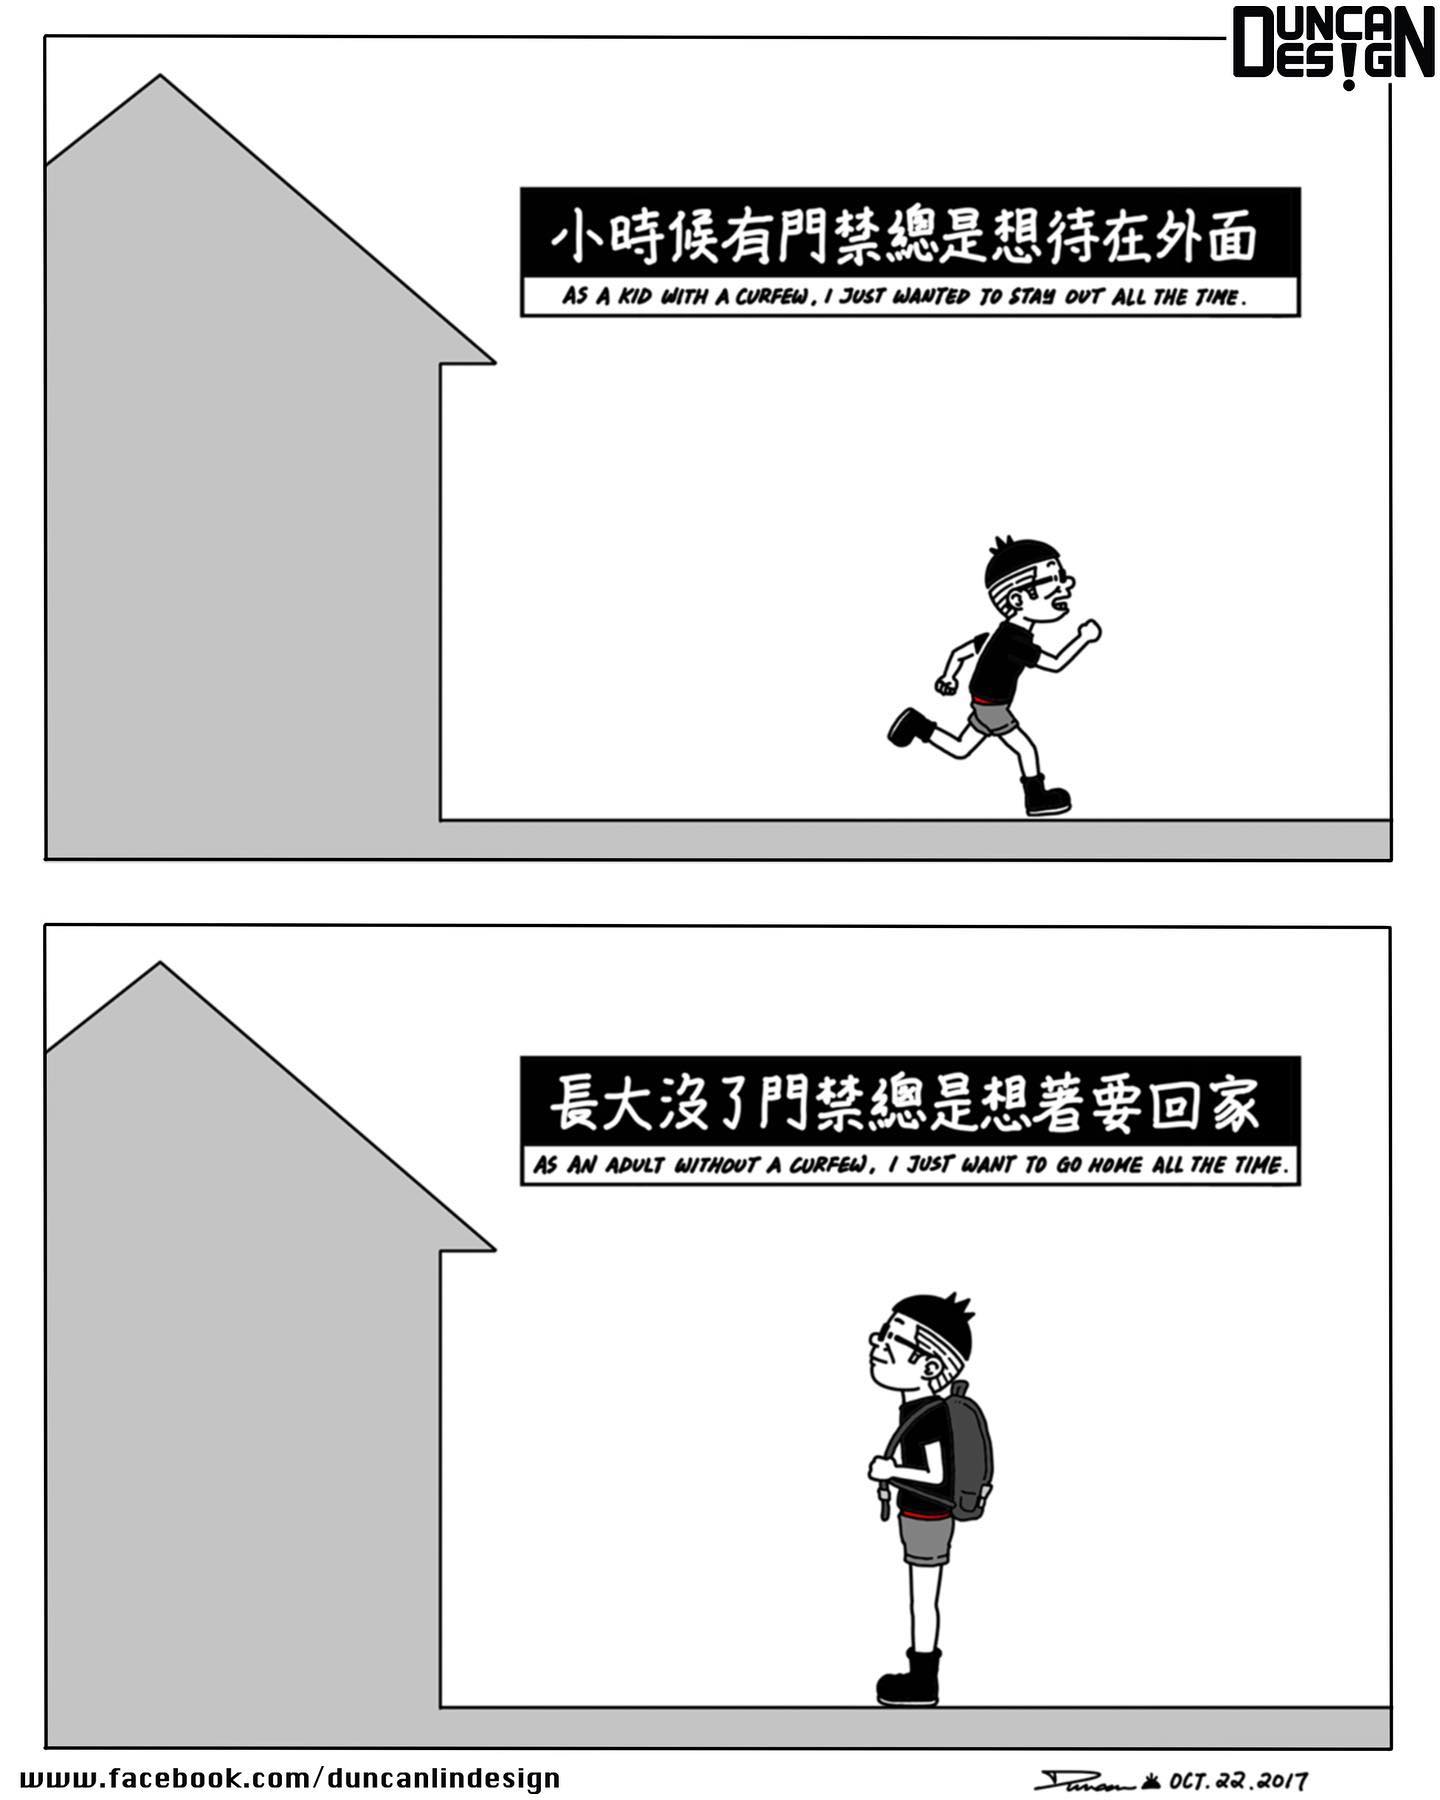 DUNCAN
DES!GN
小時候有門禁總是想待在外面
AS A KID WITH A CURFEW, I JUST WANTED TO STAY OUT ALL THE TIME.
長大沒了門禁總是想著要回家
AS AN ADULT WITHOUT A CURFEW, I JUST WANT TO GO HOME ALL THE TIME.
www.facebook.com/duncanlindesign
Duncan OCT.22.2017